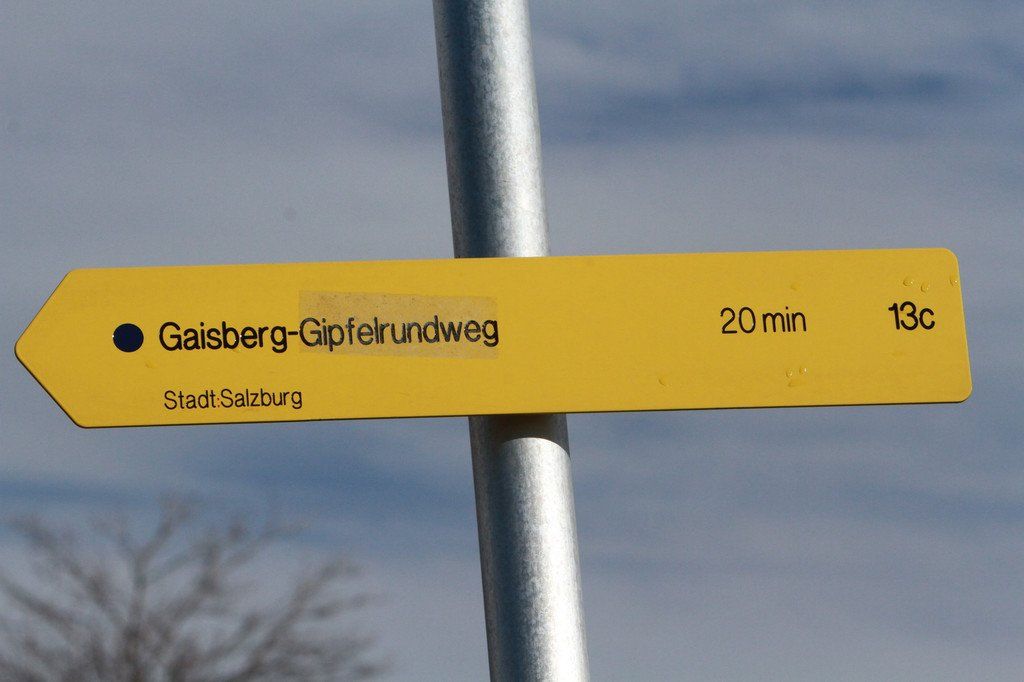 Gaisberg-Gipfelrundweg 20 min 13c
Stadt:Salzburg